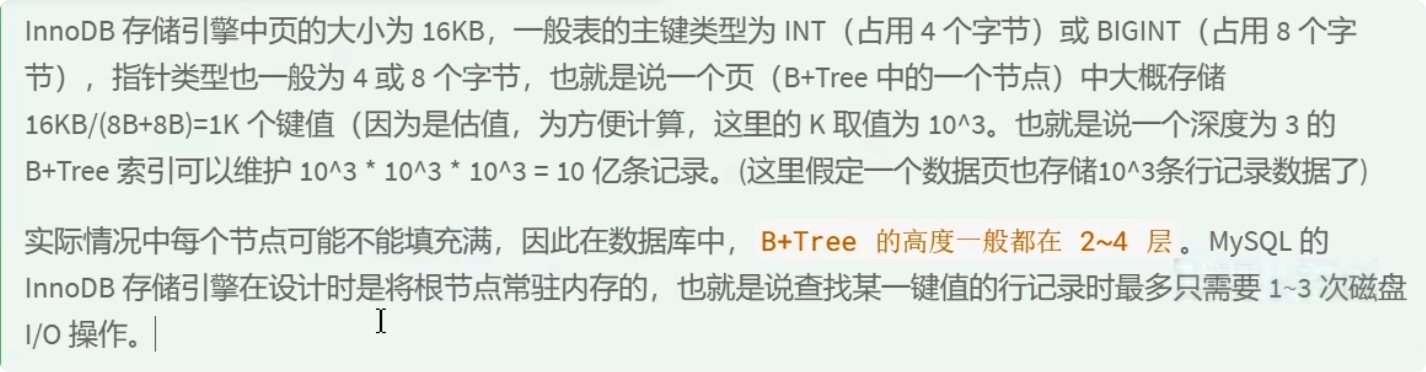 InnoDB 存储引擎中页的大小为 16KB，一般表的主键类型为 INT（占用 4 个字节）或 BIGINT（占用 8 个字
节），指针类型也一般为 4 或 8 个字节，也就是说一个页（B+Tree 中的一个节点）中大概存储
16KB/(8B+8B)=1K 个键值（因为是估值，为方便计算，这里的 K 取值为 10^3。也就是说一个深度为 3 的
B+Tree 索引可以维护 10^3 * 10^3 * 10^3 = 10 亿条记录。(这里假定一个数据页也存储10^3条行记录数据了)
实际情况中每个节点可能不能填充满，因此在数据库中， B+Tree 的高度一般都在 2~4 层 。MySQL 的
InnoDB 存储引擎在设计时是将根节点常驻内存的，也就是说查找某一键值的行记录时最多只需要 1~3 次磁盘
I/O 操作。